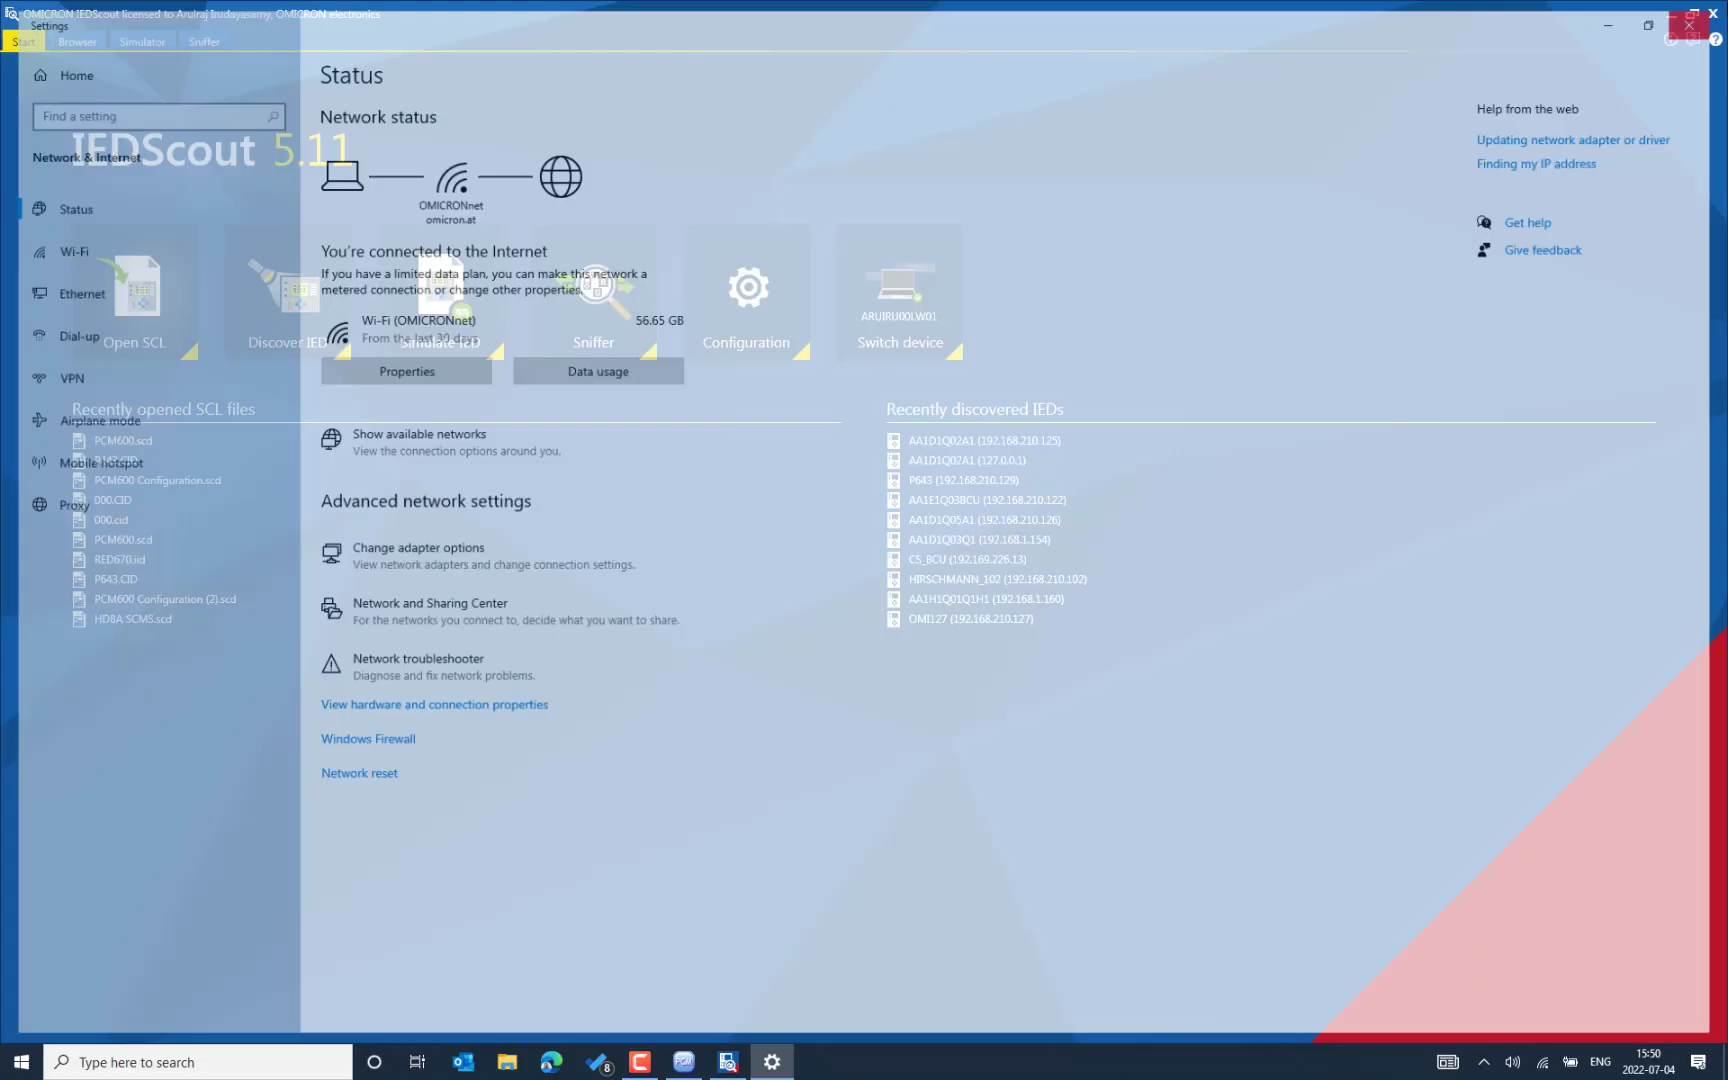 OMICRON IEDScout licensed to Arulraj Irudayasamy, OMICRON electronics
Settings
Start
Browser
Simulator
Sniffer
Home
Find a setting
IEDScout 5.11
Network & Internet
Status
Wi-Fi
Ethernet
Dial-up
VPN
Airplane mode
Mobile hotspot
Proxy
Status
Network status
OMICRONnet
omicron.at
You're connected to the Internet
If you have a limited data plan, you can make this network a
metered connection or change other properties.
Wi-Fi (OMICRONnet)
56.65 GB
From the last 30 days
Properties
Data usage
Open SCL
Discover IED
Simulate IED
Sniffer
Configuration
ARUIRU00LW01
Switch device
Show available networks
View the connection options around you.
Advanced network settings
Change adapter options
View network adapters and change connection settings.
Network and Sharing Center
For the networks you connect to, decide what you want to share.
Network troubleshooter
Diagnose and fix network problems.
View hardware and connection properties
Windows Firewall
Network reset
Help from the web
Updating network adapter or driver
Finding my IP address
Get help
Give feedback
Recently opened SCL files
PCM600.scd
PCM600 Configuration.scd
000.CID
000.cid
PCM600.scd
RED670.iid
P643.CID
PCM600 Configuration (2).scd
HD8A SCMS.scd
Recently discovered IEDs
AA1D1Q02A1 (192.168.210.125)
AA1D1Q02A1 (127.0.0.1)
P643 (192.168.210.129)
AA1E1Q03BCU (192.168.210.122)
AA1D1Q05A1 (192.168.210.126)
AA1D1Q03Q1 (192.168.1.154)
CS_BCU (192.169.226.13)
HIRSCHMANN_102 (192.168.210.102)
AA1H1Q01Q1H1 (192.168.1.160)
OMI127 (192.168.210.127)
Type here to search
8
PCM
ENG
15:50
2022-07-04